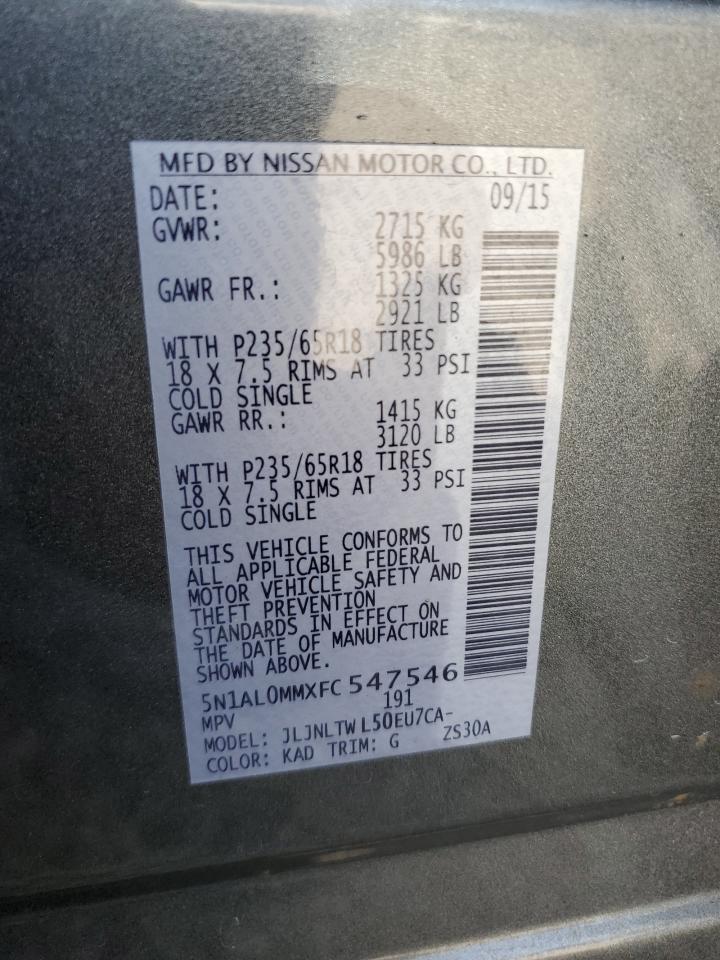 MFD BY NISSAN MOTOR CO., LTD.
DATE: 09/15
GVWR: 2715 KG
5986 LB
GAWR FR.: 1325 KG
2921 LB
WITH P235/65R18 TIRES
18 X 7.5 RIMS AT 33 PSI
COLD SINGLE
GAWR RR.: 1415 KG
3120 LB
WITH P235/65R18 TIRES
18 X 7.5 RIMS AT 33 PSI
COLD SINGLE
THIS VEHICLE CONFORMS TO
ALL APPLICABLE FEDERAL
MOTOR VEHICLE SAFETY AND
THEFT PREVENTION
STANDARDS IN EFFECT ON
THE DATE OF MANUFACTURE
SHOWN ABOVE.
5N1AL0MMXFC 547546
MPV 191
MODEL: JLJNLTW L50EU7CA-
COLOR: KAD TRIM: G ZS30A